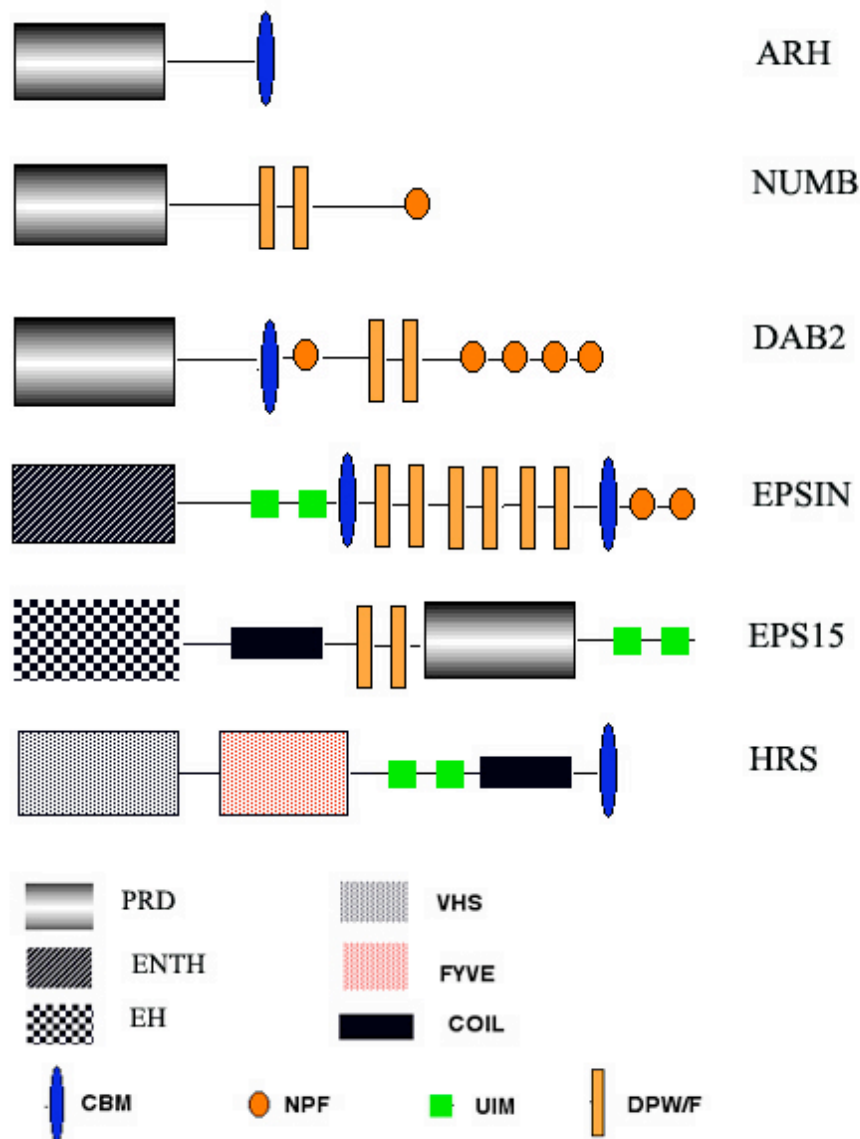 ARH
NUMB
DAB2
EPSIN
EPS15
HRS
PRD
VHS
ENTH
FYVE
EH
COIL
CBM NPF UIM DPW/F